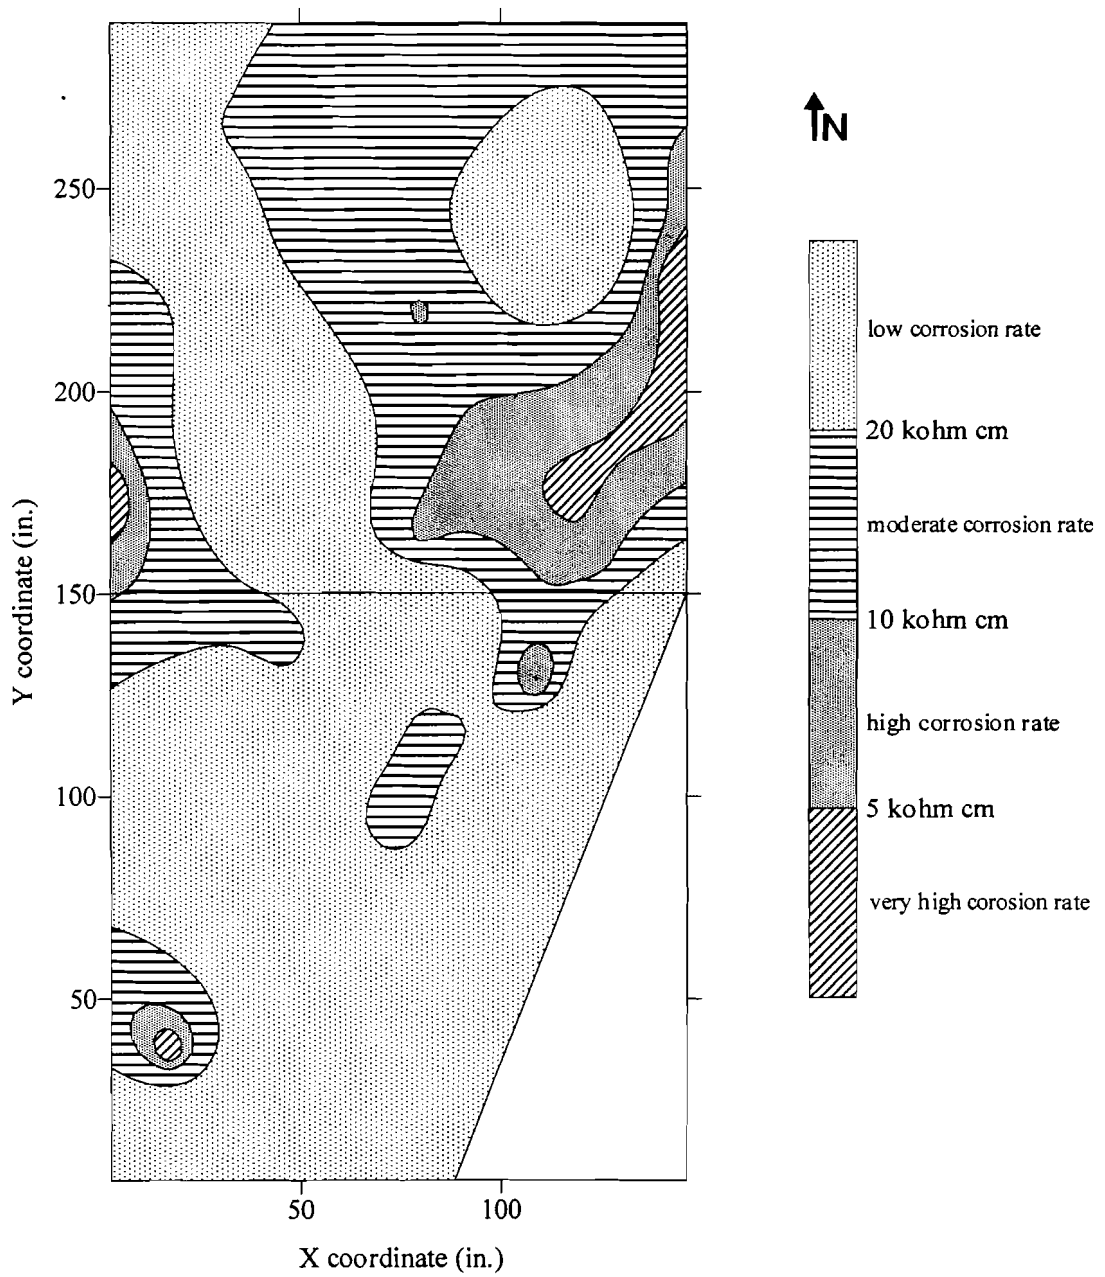 N
250
200
150
100
50
Y coordinate (in.)
50
100
X coordinate (in.)
low corrosion rate
20 kohm cm
moderate corrosion rate
10 kohm cm
high corrosion rate
5 kohm cm
very high corosion rate